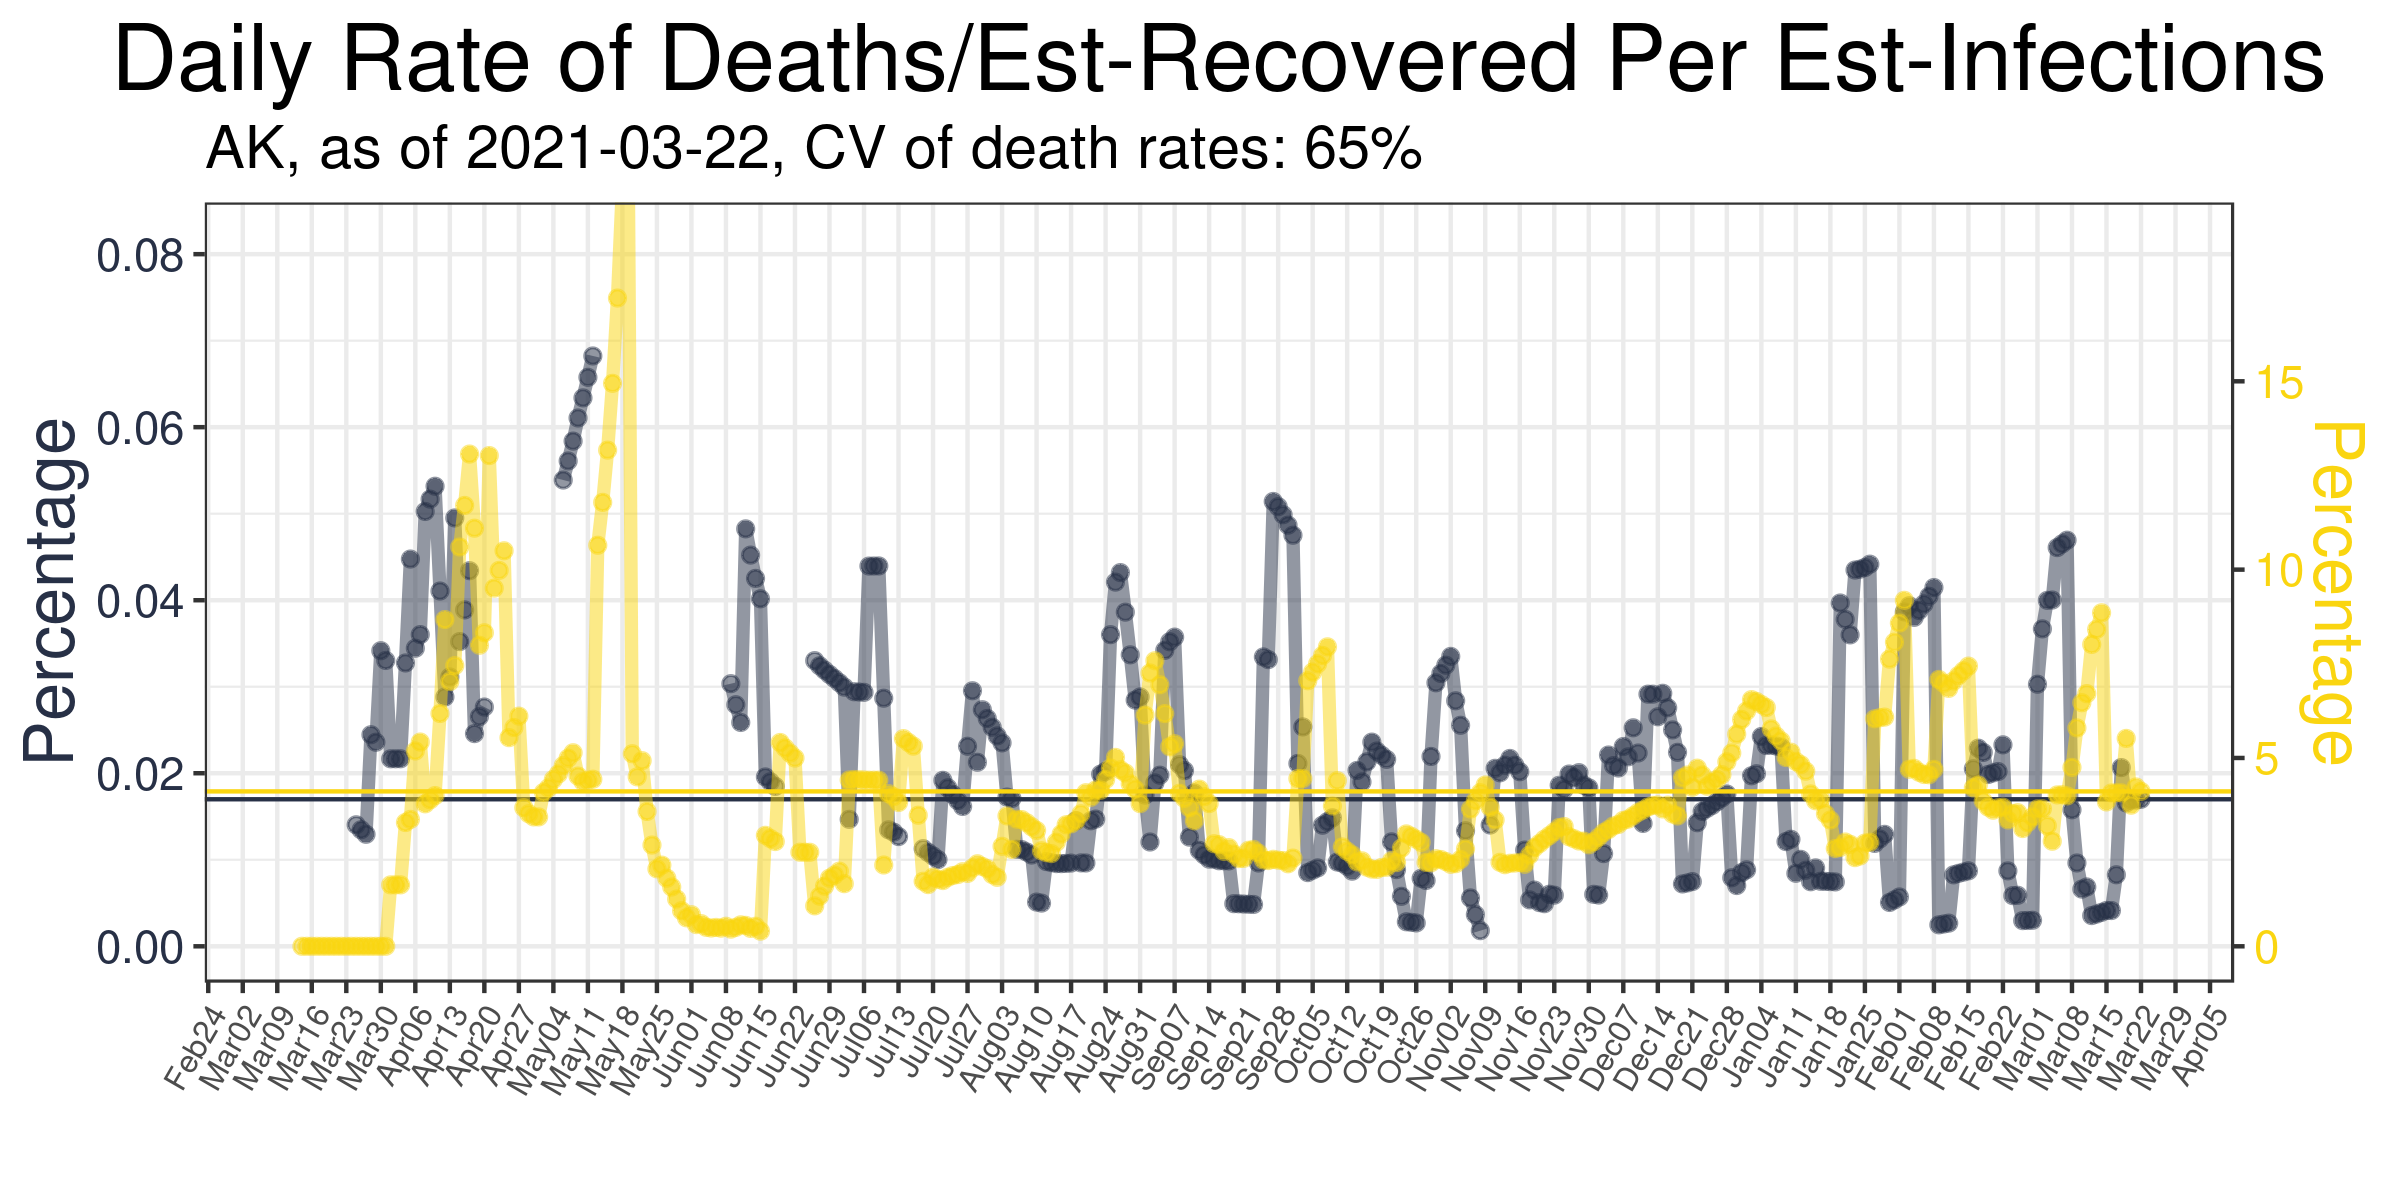 Daily Rate of Deaths/Est-Recovered Per Est-Infections
AK, as of 2021-03-22, CV of death rates: 65%
Percentage
0.08
0.06
0.04
0.02
0.00
15
10
5
0
Percentage
Feb24
Mar02
Mar09
Mar16
Mar23
Mar30
Apr06
Apr13
Apr20
Apr27
May04
May11
May18
May25
Jun01
Jun08
Jun15
Jun22
Jun29
Jul06
Jul13
Jul20
Jul27
Aug03
Aug10
Aug17
Aug24
Aug31
Sep07
Sep14
Sep21
Sep28
Oct05
Oct12
Oct19
Oct26
Nov02
Nov09
Nov16
Nov23
Nov30
Dec07
Dec14
Dec21
Dec28
Jan04
Jan11
Jan18
Jan25
Feb01
Feb08
Feb15
Feb22
Mar01
Mar08
Mar15
Mar22
Mar29
Apr05